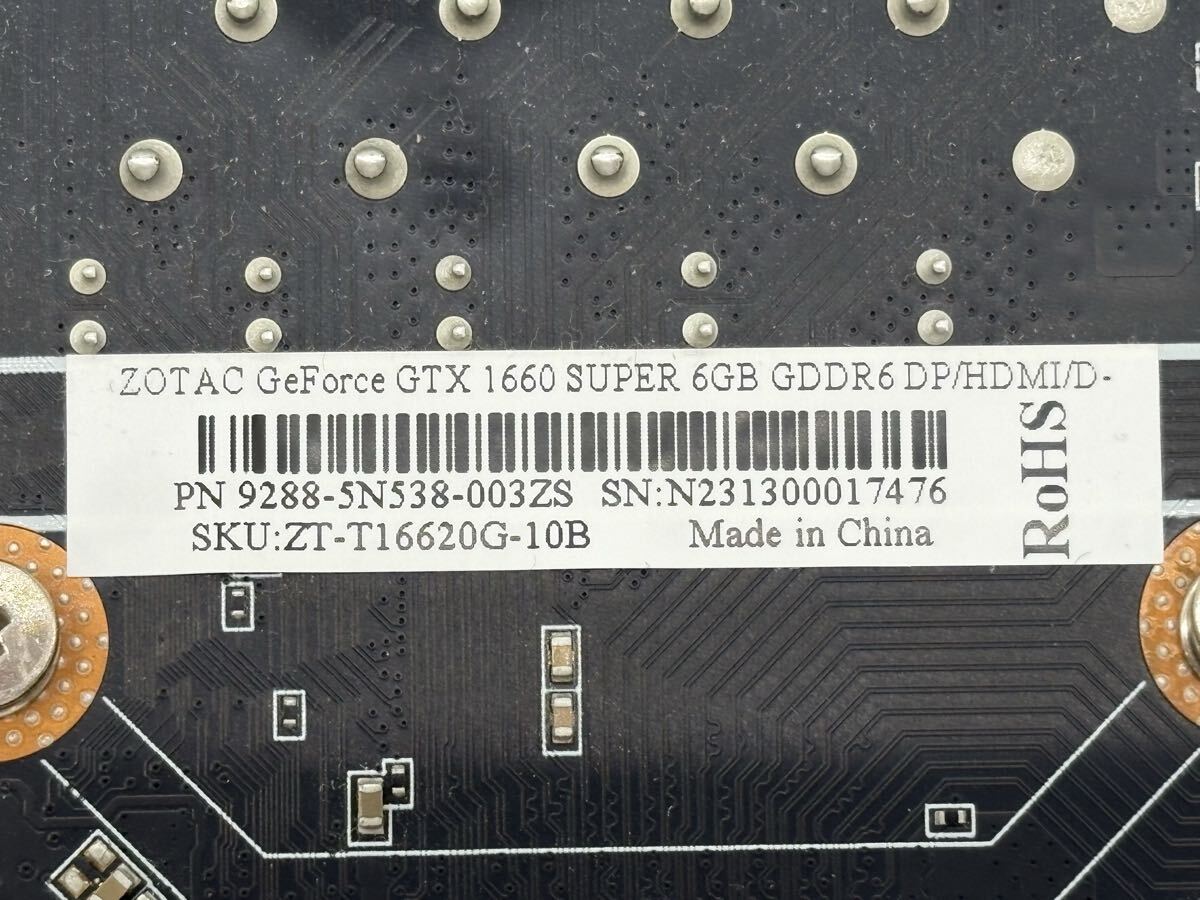 ZOTAC GeForce GTX 1660 SUPER 6GB GDDR6 DP/HDMI/D-
PN 9288-5N538-003ZS SN:N231300017476
SKU:ZT-T16620G-10B Made in China
RoHS